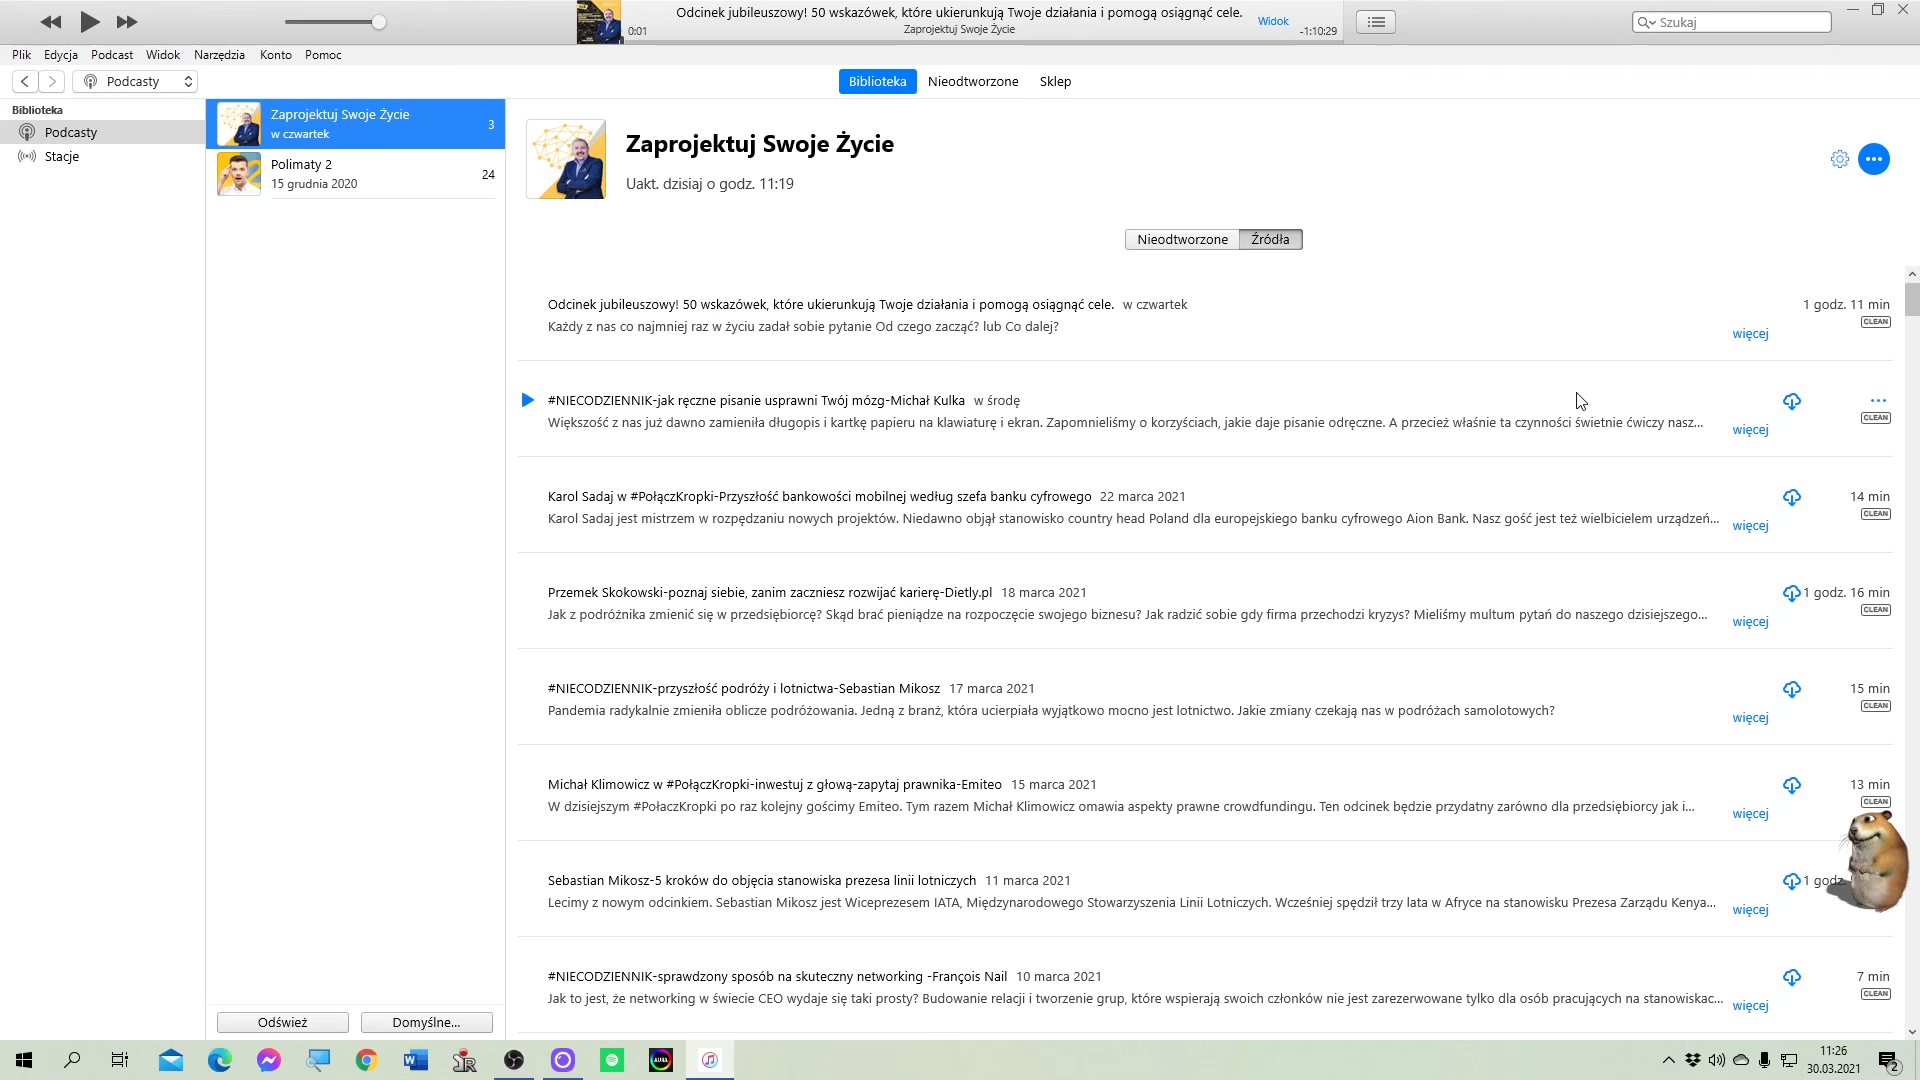 Odcinek jubileuszowy! 50 wskazówek, które ukierunkują Twoje działania i pomogą osiągnąć cele.
Widok
0:01
Zaprojektuj Swoje Życie
-1:10:29
Szukaj
Plik Edycja Podcast Widok Narzędzia Konto Pomoc
Podcasty
Biblioteka Nieodtworzone Sklep
Biblioteka
Podcasty
Stacje
Zaprojektuj Swoje Życie
w czwartek
3
Polimaty 2
15 grudnia 2020
24
Zaprojektuj Swoje Życie
Uakt. dzisiaj o godz. 11:19
Nieodtworzone Źródła
Odcinek jubileuszowy! 50 wskazówek, które ukierunkują Twoje działania i pomogą osiągnąć cele. w czwartek 1 godz. 11 min
Każdy z nas co najmniej raz w życiu zadał sobie pytanie Od czego zacząć? lub Co dalej?
CLEAN
więcej
#NIECODZIENNIK-jak ręczne pisanie usprawni Twój mózg-Michał Kulka w środę
Większość z nas już dawno zamieniła długopis i kartkę papieru na klawiaturę i ekran. Zapomnieliśmy o korzyściach, jakie daje pisanie odręczne. A przecież właśnie ta czynności świetnie ćwiczy nasz...
CLEAN
więcej
Karol Sadaj w #PołączKropki-Przyszłość bankowości mobilnej według szefa banku cyfrowego 22 marca 2021 14 min
Karol Sadaj jest mistrzem w rozpędzaniu nowych projektów. Niedawno objął stanowisko country head Poland dla europejskiego banku cyfrowego Aion Bank. Nasz gość jest też wielbicielem urządzeń...
CLEAN
więcej
Przemek Skokowski-poznaj siebie, zanim zaczniesz rozwijać karierę-Dietly.pl 18 marca 2021 1 godz. 16 min
Jak z podróżnika zmienić się w przedsiębiorcę? Skąd brać pieniądze na rozpoczęcie swojego biznesu? Jak radzić sobie gdy firma przechodzi kryzys? Mieliśmy multum pytań do naszego dzisiejszego...
CLEAN
więcej
#NIECODZIENNIK-przyszłość podróży i lotnictwa-Sebastian Mikosz 17 marca 2021 15 min
Pandemia radykalnie zmieniła oblicze podróżowania. Jedną z branż, która ucierpiała wyjątkowo mocno jest lotnictwo. Jakie zmiany czekają nas w podróżach samolotowych?
CLEAN
więcej
Michał Klimowicz w #PołączKropki-inwestuj z głową-zapytaj prawnika-Emiteo 15 marca 2021 13 min
W dzisiejszym #PołaczKropki po raz kolejny gościmy Emiteo. Tym razem Michał Klimowicz omawia aspekty prawne crowdfundingu. Ten odcinek będzie przydatny zarówno dla przedsiębiorcy jak i...
CLEAN
więcej
Sebastian Mikosz-5 kroków do objęcia stanowiska prezesa linii lotniczych 11 marca 2021 1 godz.
Lecimy z nowym odcinkiem. Sebastian Mikosz jest Wiceprezesem IATA, Międzynarodowego Stowarzyszenia Linii Lotniczych. Wcześniej spędził trzy lata w Afryce na stanowisku Prezesa Zarządu Kenya...
więcej
#NIECODZIENNIK-sprawdzony sposób na skuteczny networking -François Nail 10 marca 2021 7 min
Jak to jest, że networking w świecie CEO wydaje się taki prosty? Budowanie relacji i tworzenie grup, które wspierają swoich członków nie jest zarezerwowane tylko dla osób pracujących na stanowiskac...
CLEAN
więcej
Odśwież Domyślne...
AURA
11:26
30.03.2021
2